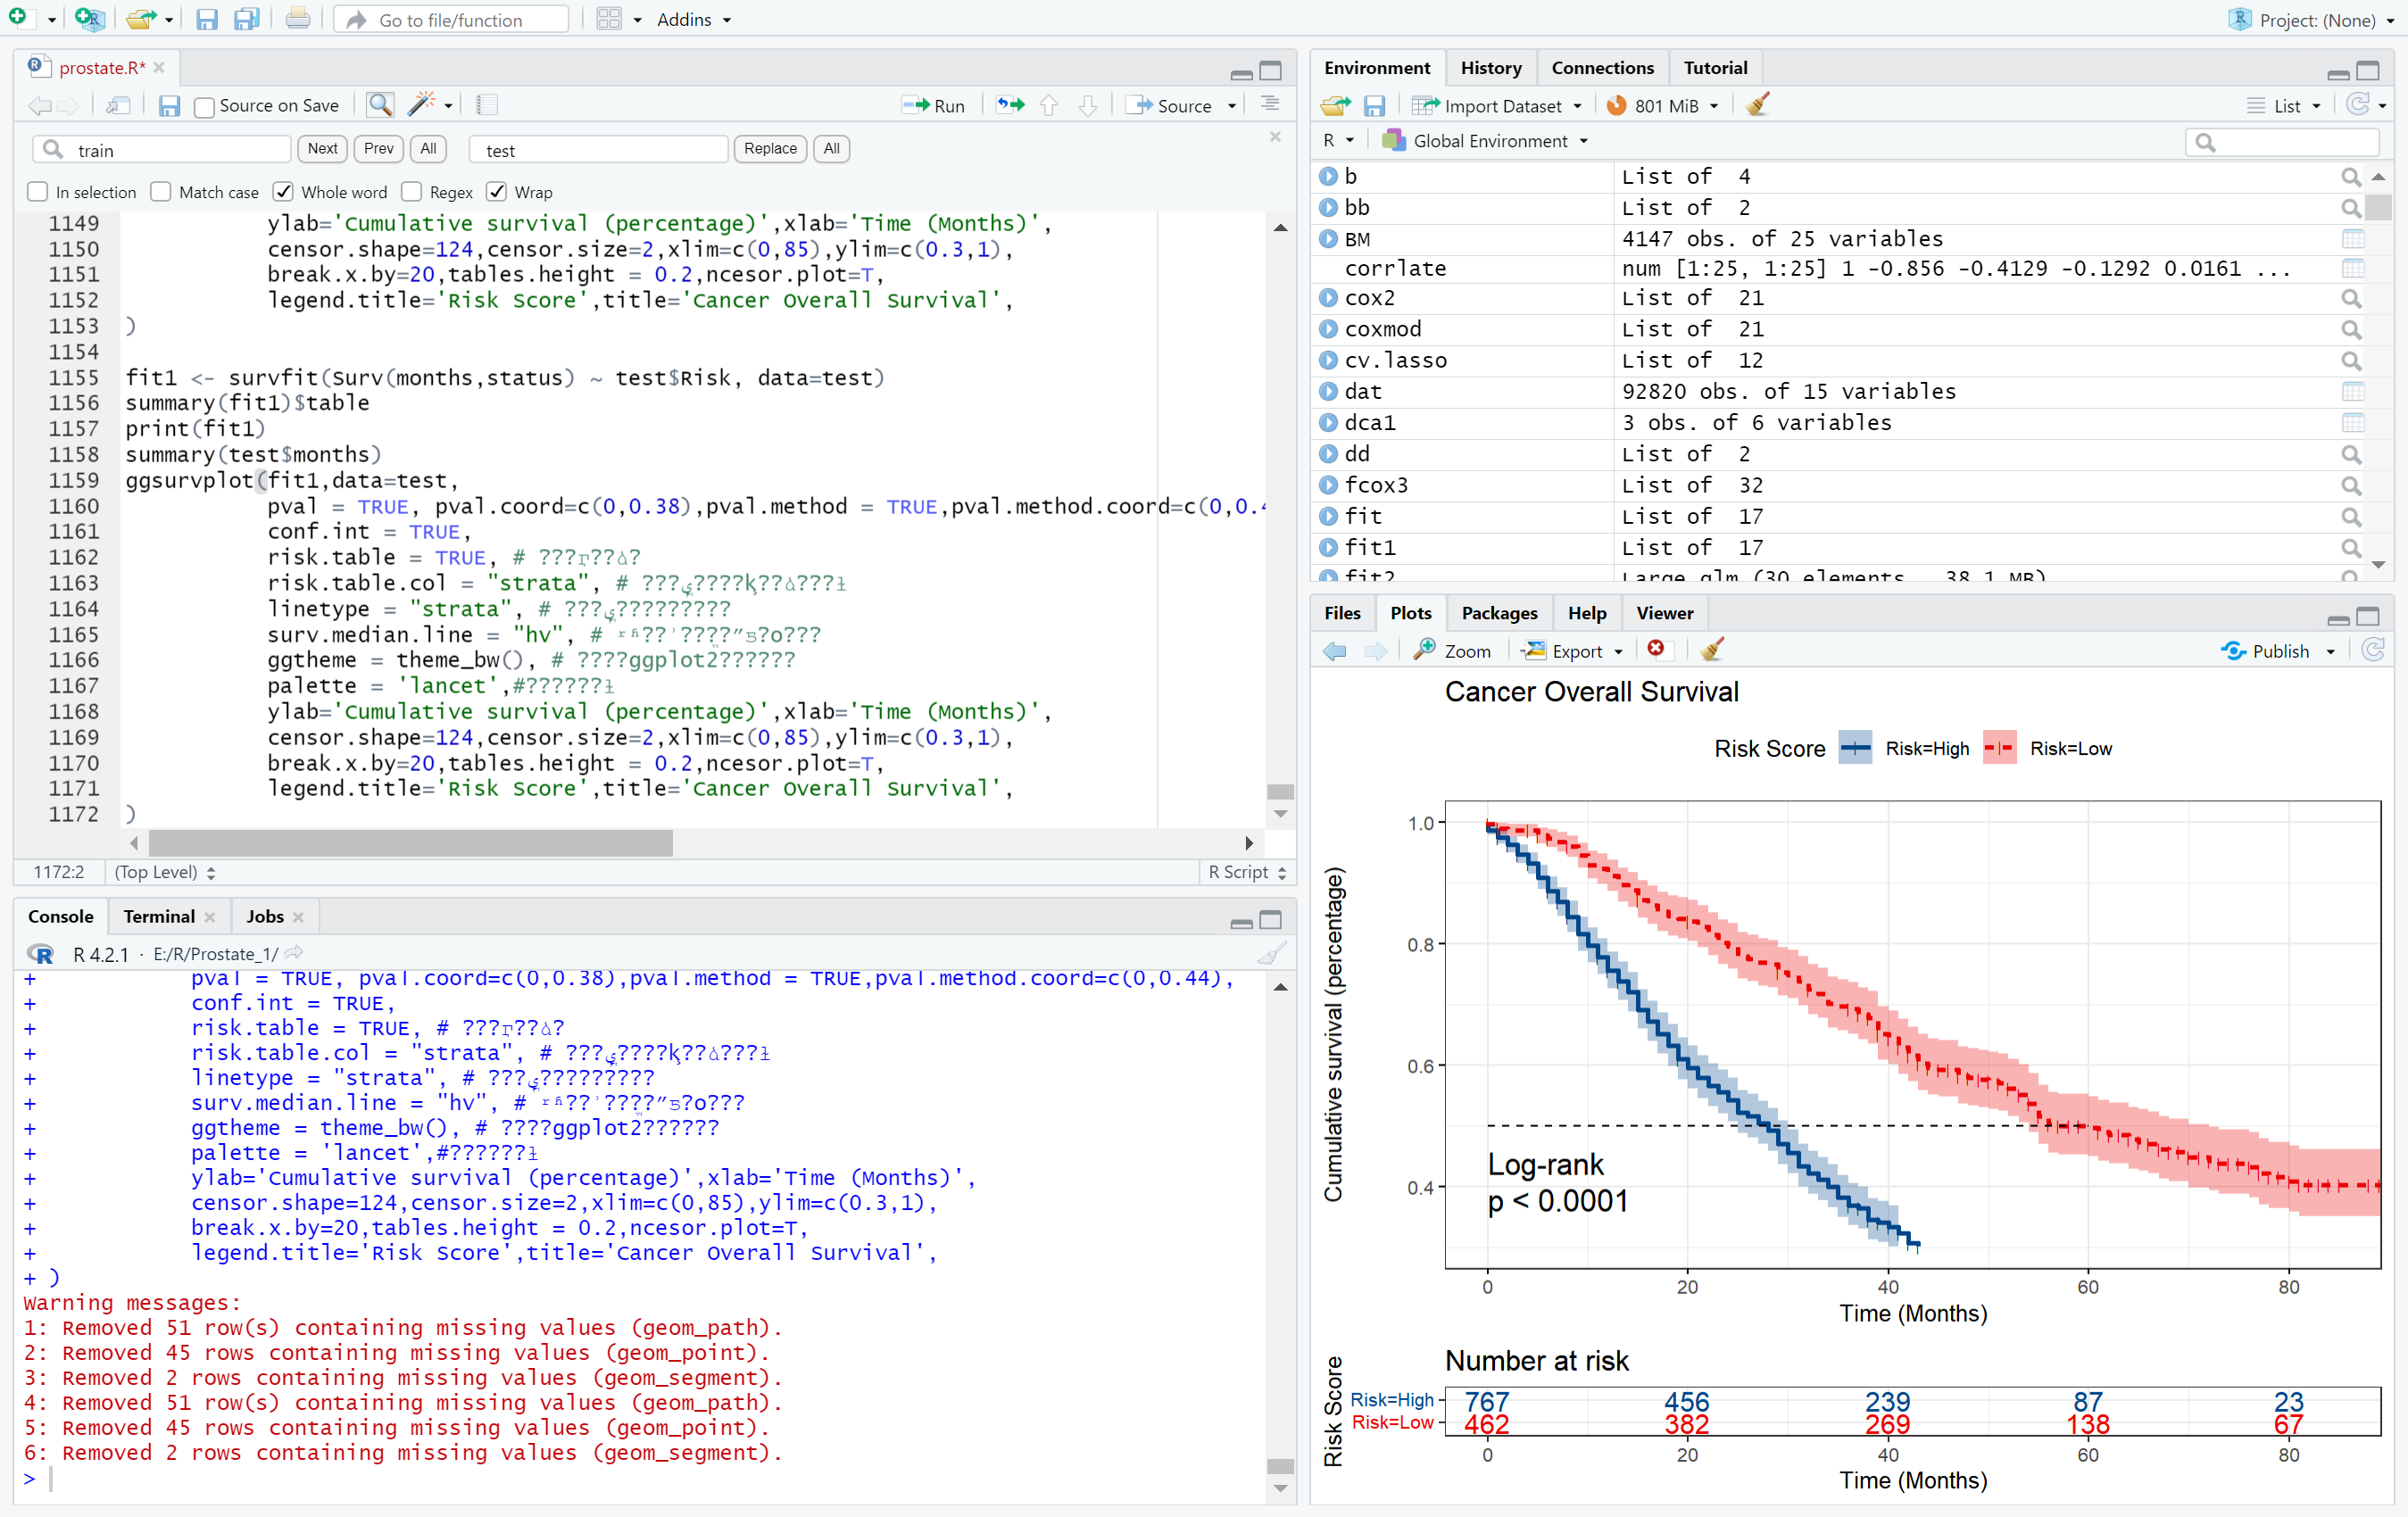 Go to file/function
Addins
Project: (None)
prostate.R*
Source on Save
Run
Source
train
Next
Prev
All
test
Replace
All
In selection
Match case
Whole word
Regex
Wrap
1149 ylab='Cumulative survival (percentage)',xlab='Time (Months)',
1150 censor.shape=124,censor.size=2,xlim=c(0,85),ylim=c(0.3,1),
1151 break.x.by=20,tables.height = 0.2,ncesor.plot=T,
1152 legend.title='Risk Score',title='Cancer Overall Survival',
1153 )
1154
1155 fit1 <- survfit(Surv(months,status) ~ test$Risk, data=test)
1156 summary(fit1)$table
1157 print(fit1)
1158 summary(test$months)
1159 ggsurvplot(fit1,data=test,
1160 pval = TRUE, pval.coord=c(0,0.38),pval.method = TRUE,pval.method.coord=c(0,0.4
1161 conf.int = TRUE,
1162 risk.table = TRUE, #
1163 risk.table.col = "strata", #
1164 linetype = "strata", #
1165 surv.median.line = "hv", #
1166 ggtheme = theme_bw(), # ????ggplot2??????
1167 palette = 'lancet',#
1168 ylab='Cumulative survival (percentage)',xlab='Time (Months)',
1169 censor.shape=124,censor.size=2,xlim=c(0,85),ylim=c(0.3,1),
1170 break.x.by=20,tables.height = 0.2,ncesor.plot=T,
1171 legend.title='Risk Score',title='Cancer Overall Survival',
1172 )
1172:2
(Top Level)
R Script
Console
Terminal
Jobs
R 4.2.1 · E:/R/Prostate_1/
+ pval = TRUE, pval.coord=c(0,0.38),pval.method = TRUE,pval.method.coord=c(0,0.44),
+ conf.int = TRUE,
+ risk.table = TRUE, #
+ risk.table.col = "strata", #
+ linetype = "strata", #
+ surv.median.line = "hv", #
+ ggtheme = theme_bw(), # ????ggplot2??????
+ palette = 'lancet',#
+ ylab='Cumulative survival (percentage)',xlab='Time (Months)',
+ censor.shape=124,censor.size=2,xlim=c(0,85),ylim=c(0.3,1),
+ break.x.by=20,tables.height = 0.2,ncesor.plot=T,
+ legend.title='Risk Score',title='Cancer Overall Survival',
+ )
Warning messages:
1: Removed 51 row(s) containing missing values (geom_path).
2: Removed 45 rows containing missing values (geom_point).
3: Removed 2 rows containing missing values (geom_segment).
4: Removed 51 row(s) containing missing values (geom_path).
5: Removed 45 rows containing missing values (geom_point).
6: Removed 2 rows containing missing values (geom_segment).
>
Environment
History
Connections
Tutorial
Import Dataset
801 MiB
List
R
Global Environment
b List of 4
bb List of 2
BM 4147 obs. of 25 variables
corrlate num [1:25, 1:25] 1 -0.856 -0.4129 -0.1292 0.0161 ...
cox2 List of 21
coxmod List of 21
cv.lasso List of 12
dat 92820 obs. of 15 variables
dca1 3 obs. of 6 variables
dd List of 2
fcox3 List of 32
fit List of 17
fit1 List of 17
fit2 Large glm (30 elements, 38.1 MB)
Files
Plots
Packages
Help
Viewer
Zoom
Export
Publish
Cancer Overall Survival
Risk Score
Risk=High
Risk=Low
Cumulative survival (percentage)
1.0
0.8
0.6
0.4
Log-rank
p < 0.0001
0 20 40 60 80
Time (Months)
Number at risk
Risk Score
Risk=High 767 456 239 87 23
Risk=Low 462 382 269 138 67
0 20 40 60 80
Time (Months)